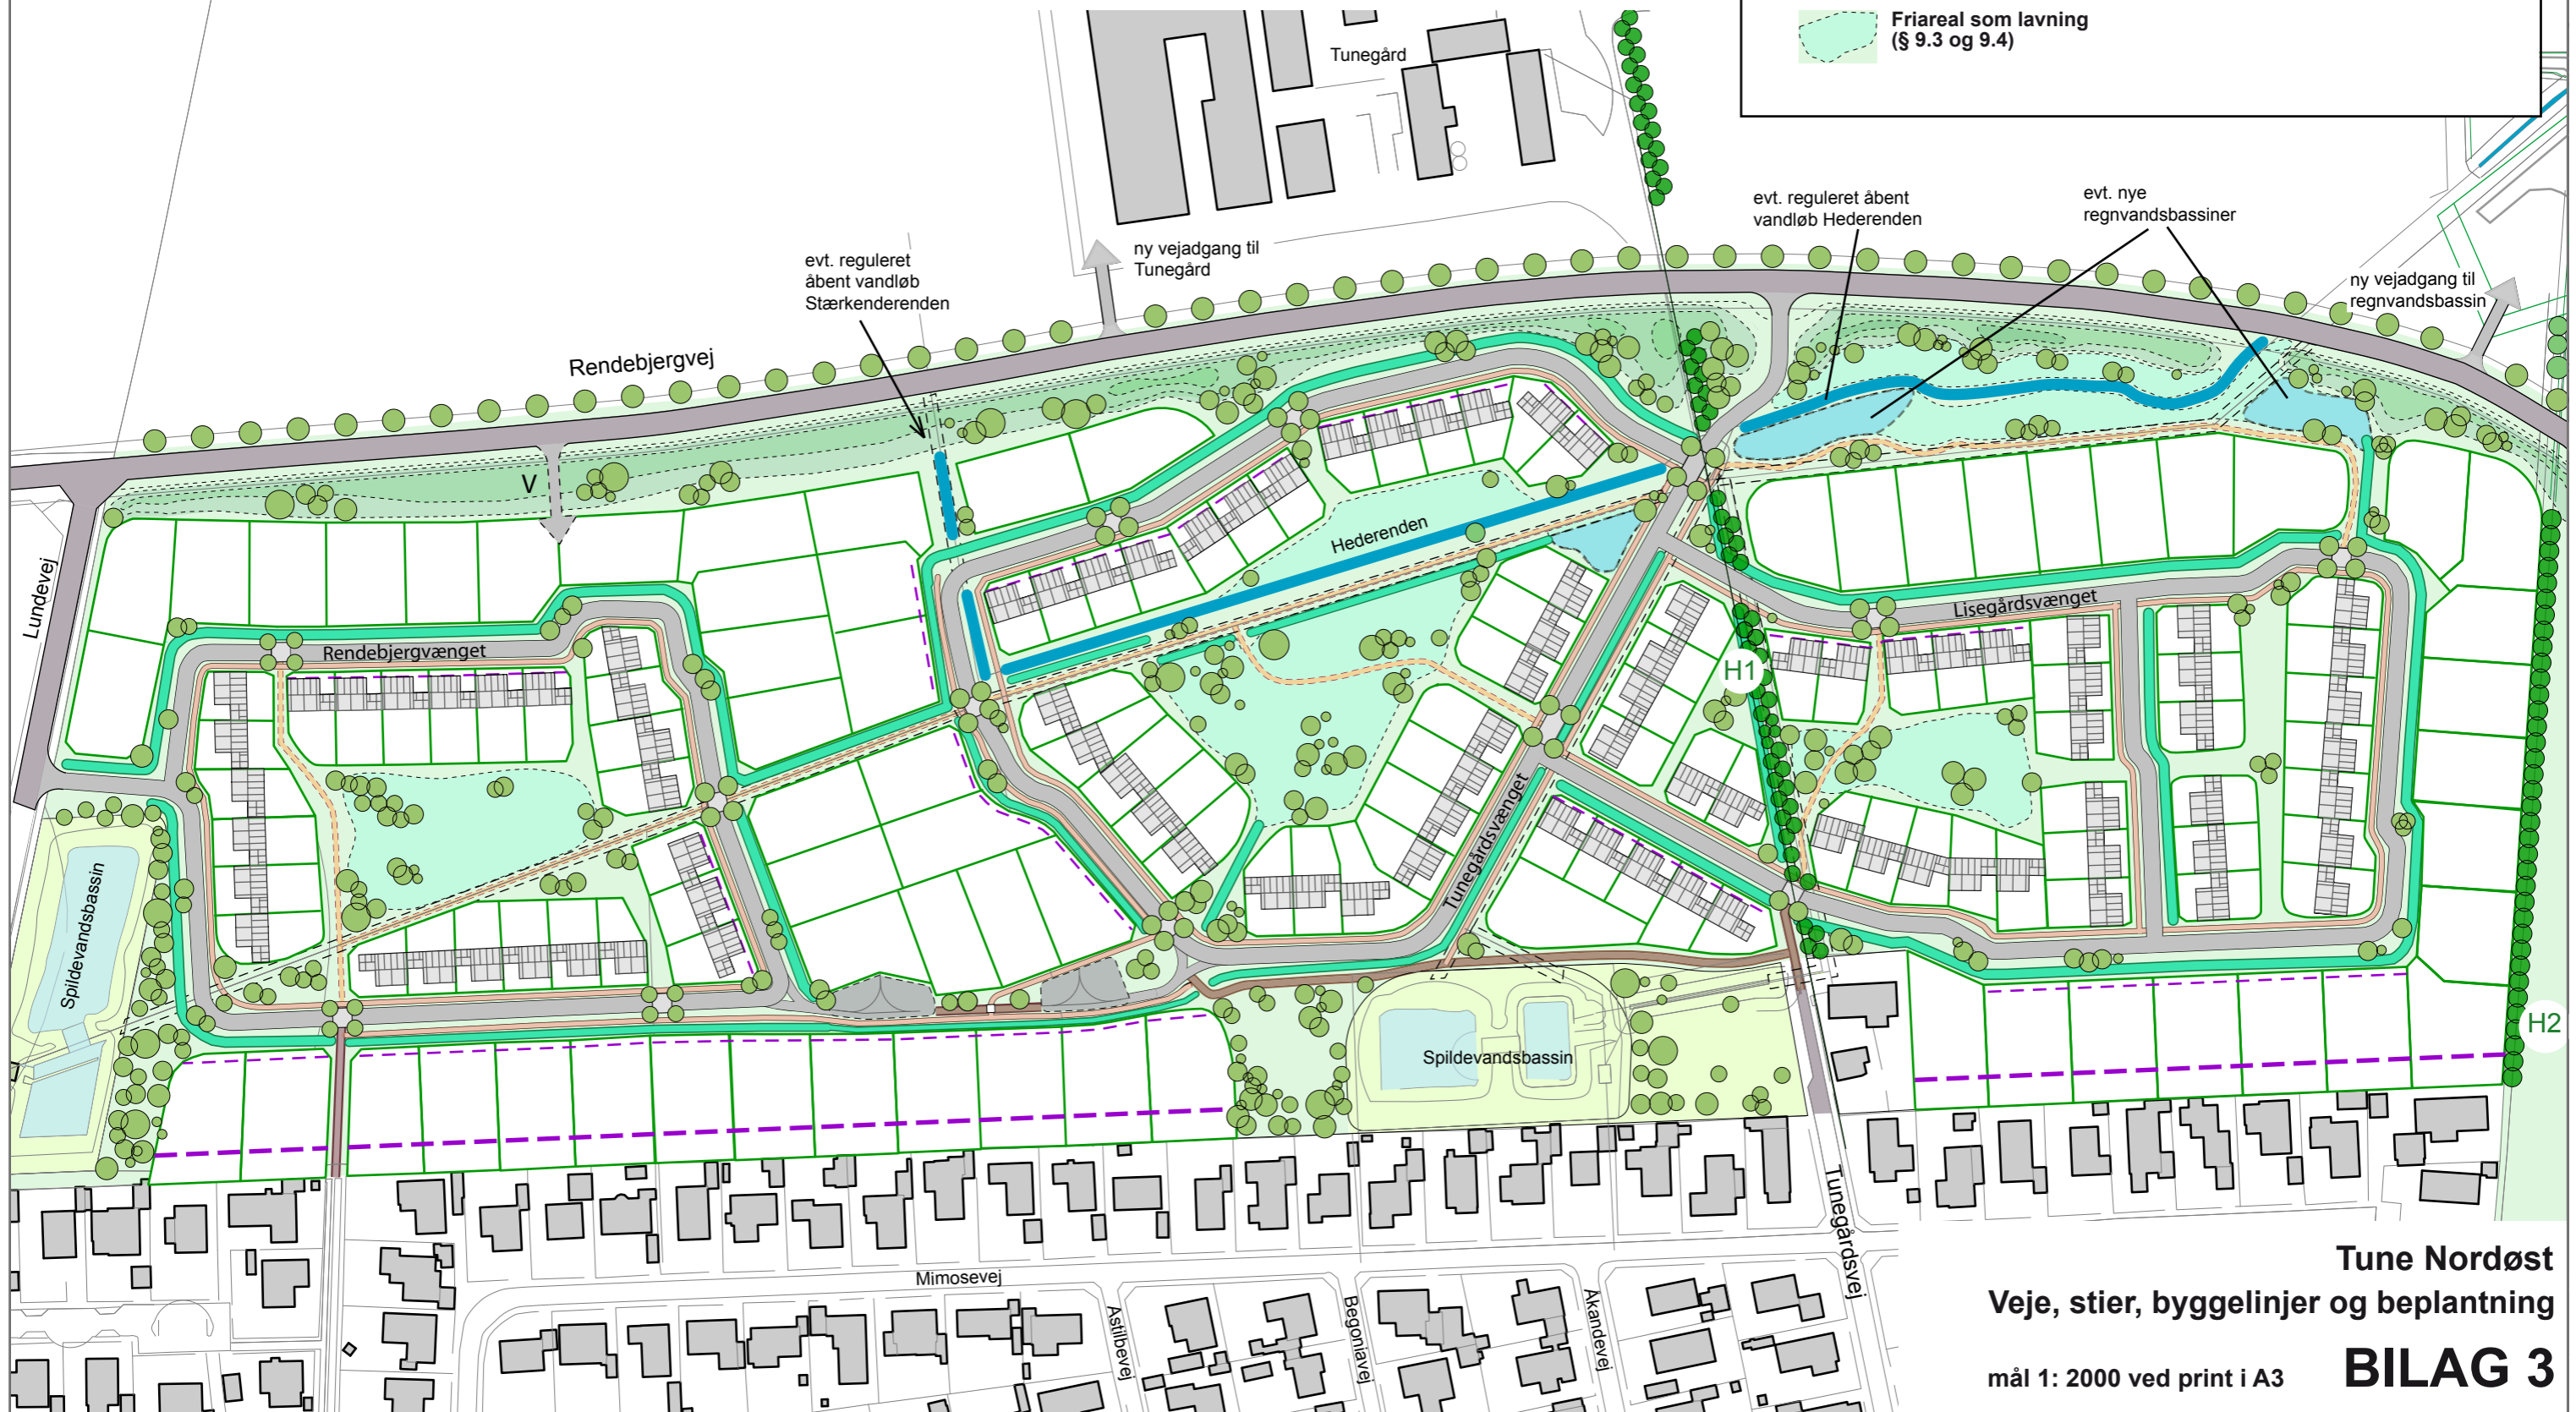 Friareal som lavning
(§ 9.3 og 9.4)
Tunegård
evt. reguleret åbent
vandløb Hederenden
evt. nye
regnvandsbassiner
ny vejadgang til
Tunegård
evt. reguleret
åbent vandløb
Stærkenderenden
ny vejadgang til
regnvandsbassin
Rendebjergvej
V
Hederenden
Lundevej
Rendebjergvænget
Lisegårdsvænget
H1
Tunegårdsvænget
Spildevandsbassin
Spildevandsbassin
H2
Tunegårdsvej
Mimosevej
Astilbevej
Begoniavej
Åkandevej
Tune Nordøst
Veje, stier, byggelinjer og beplantning
mål 1: 2000 ved print i A3
BILAG 3